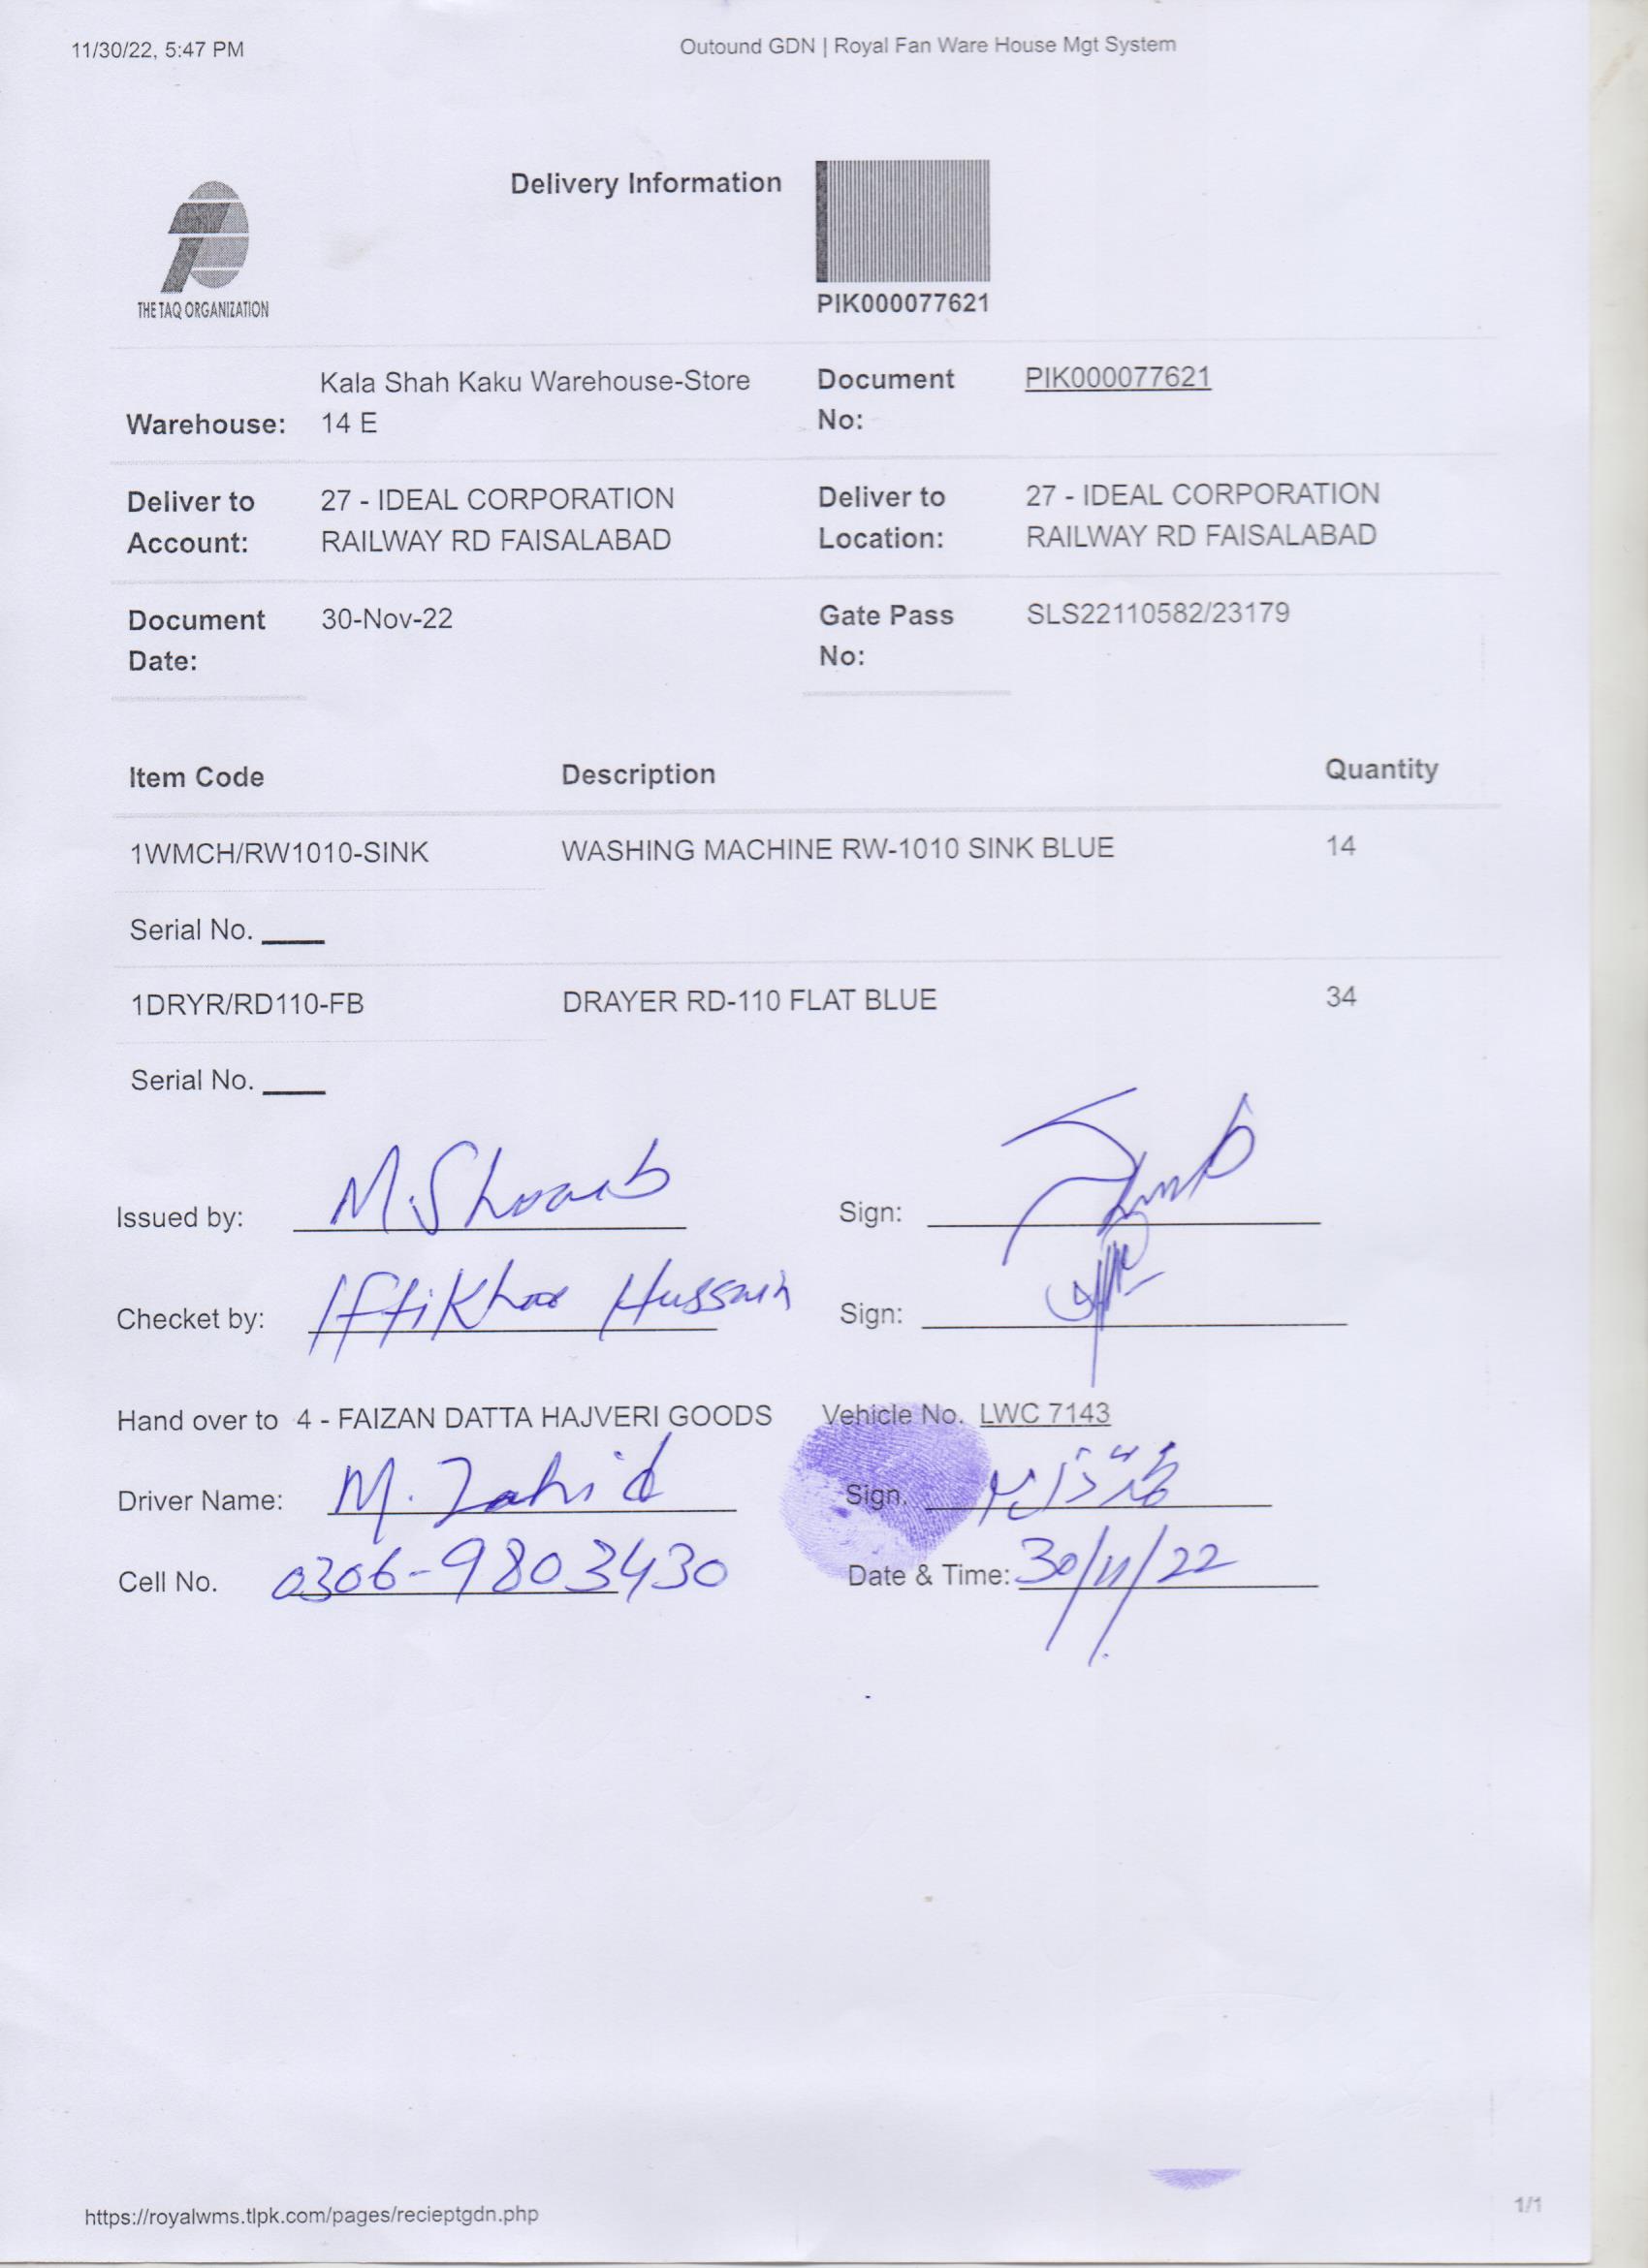 11/30/22, 5:47 PM
Outound GDN | Royal Fan Ware House Mgt System
Delivery Information
THE TAQ ORGANIZATION
PIK000077621
Warehouse: Kala Shah Kaku Warehouse-Store 14 E
Document No: PIK000077621
Deliver to Account: 27 - IDEAL CORPORATION RAILWAY RD FAISALABAD
Deliver to Location: 27 - IDEAL CORPORATION RAILWAY RD FAISALABAD
Document Date: 30-Nov-22
Gate Pass No: SLS22110582/23179
Item Code Description Quantity
1WMCH/RW1010-SINK WASHING MACHINE RW-1010 SINK BLUE 14
Serial No.
1DRYR/RD110-FB DRAYER RD-110 FLAT BLUE 34
Serial No.
Issued by: M.Shoaib Sign:
Checket by: Iftikhar Hussain Sign:
Hand over to 4 - FAIZAN DATTA HAJVERI GOODS Vehicle No. LWC 7143
Driver Name: M. Zahid Sign.
Cell No. 0306-9803430 Date & Time: 30/11/22
https://royalwms.tlpk.com/pages/recieptgdn.php
1/1